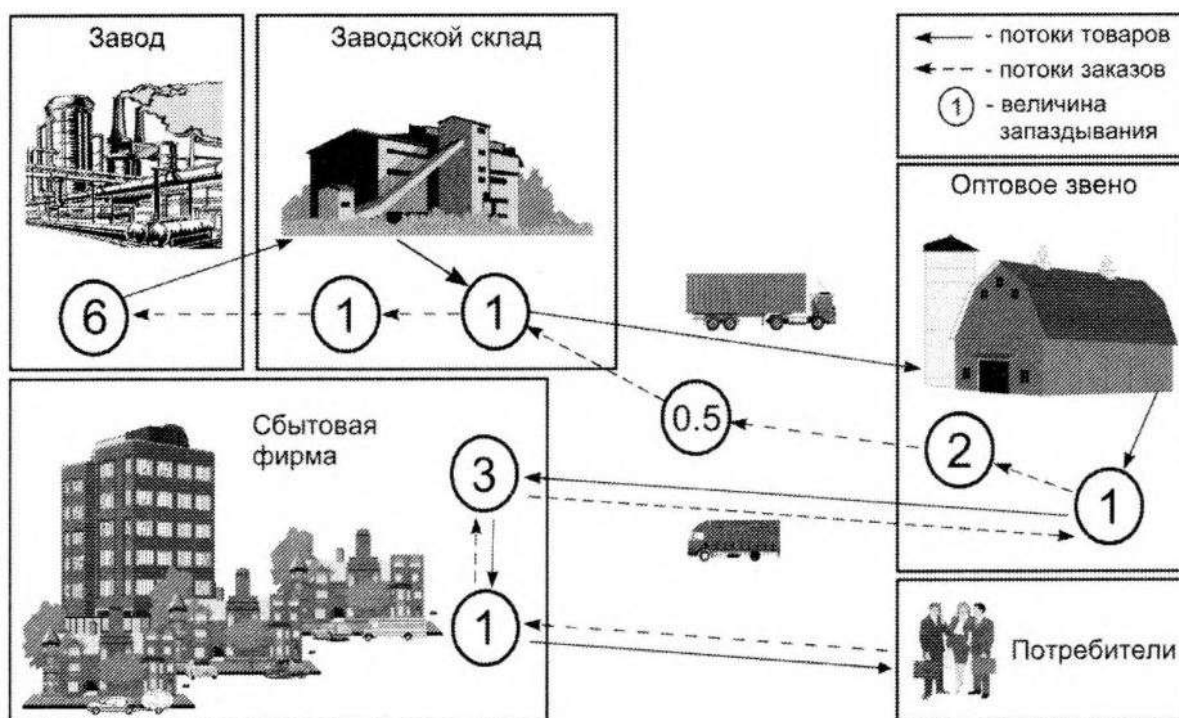 Завод
Заводской склад
- потоки товаров
- потоки заказов
1 - величина
запаздывания
Оптовое звено
6
1
1
0.5
2
1
Сбытовая
фирма
3
1
Потребители